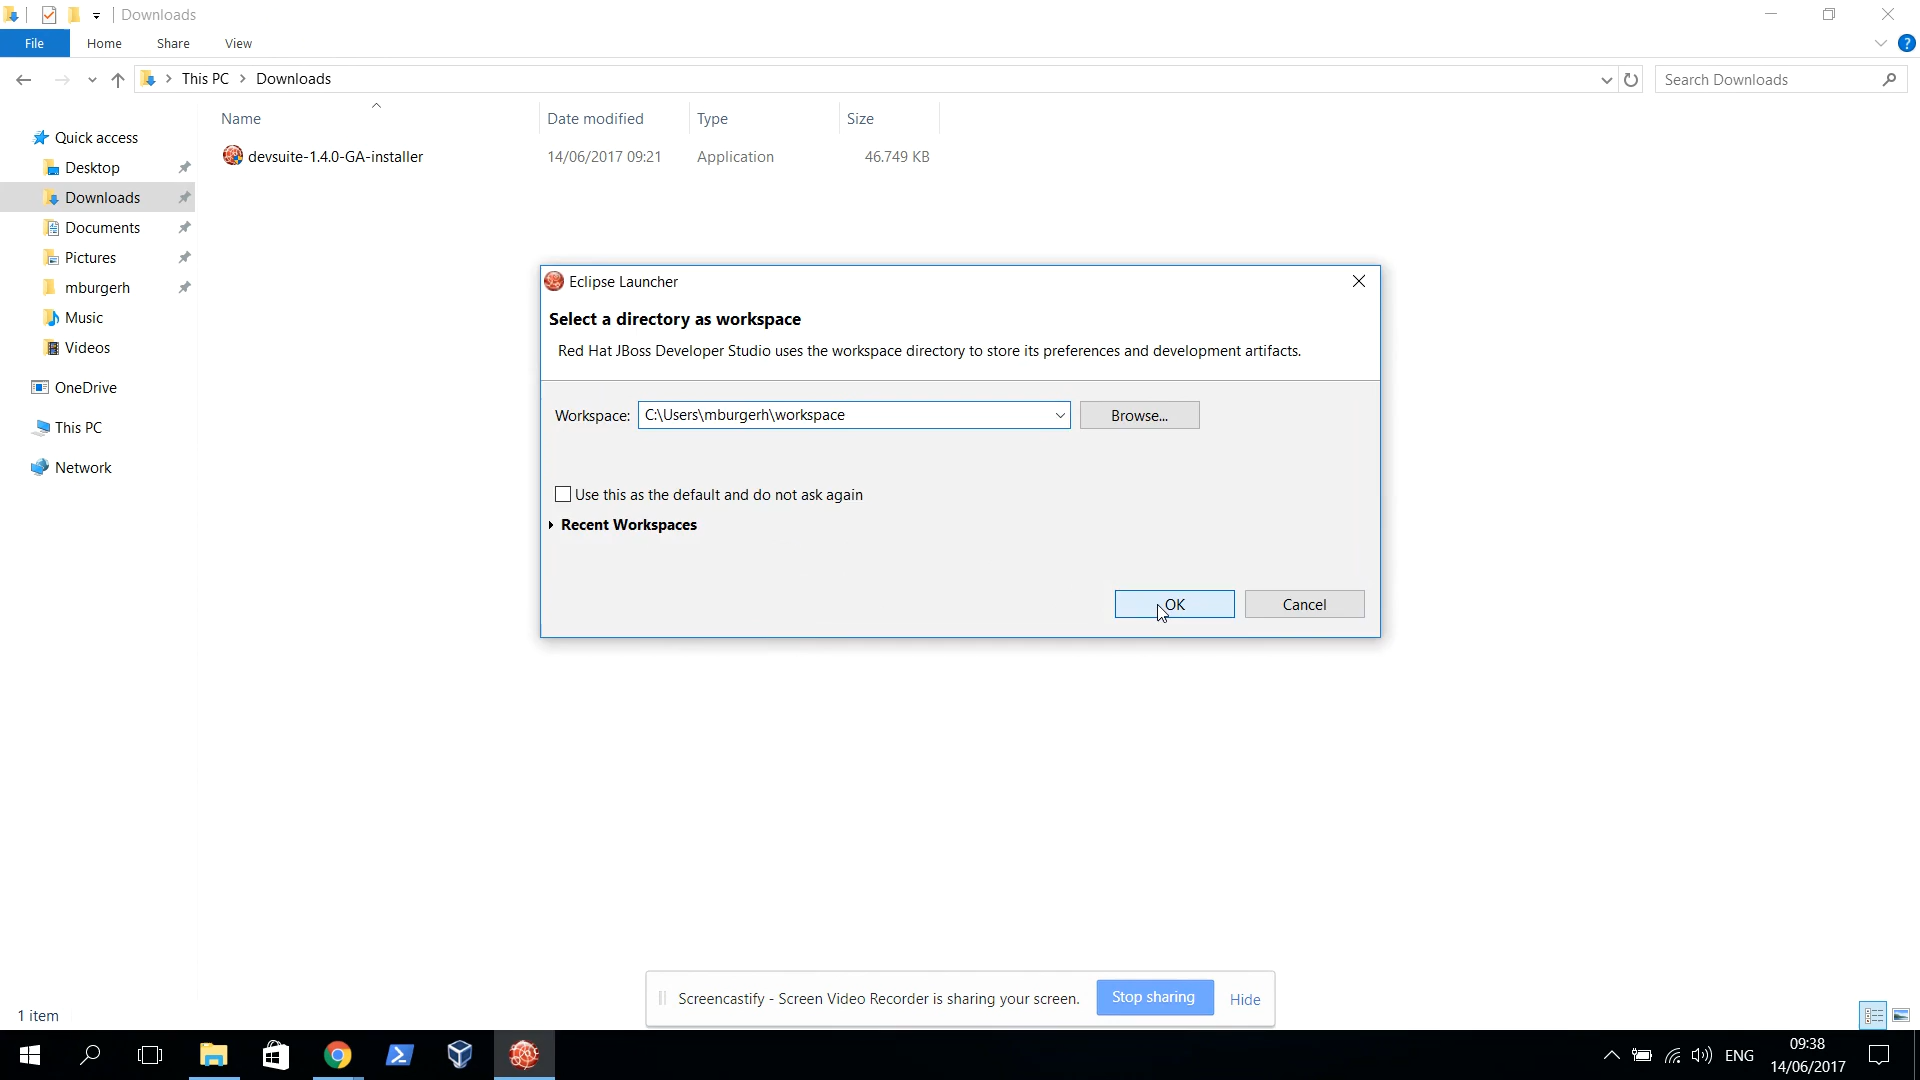 Downloads
File Home Share View
This PC Downloads Search Downloads
Name Date modified Type Size
devsuite-1.4.0-GA-installer 14/06/2017 09:21 Application 46.749 KB
Quick access
Desktop
Downloads
Documents
Pictures
mburgerh
Music
Videos
OneDrive
This PC
Network
Eclipse Launcher
Select a directory as workspace
Red Hat JBoss Developer Studio uses the workspace directory to store its preferences and development artifacts.
Workspace: C:\Users\mburgerh\workspace Browse...
Use this as the default and do not ask again
Recent Workspaces
OK Cancel
Screencastify - Screen Video Recorder is sharing your screen. Stop sharing Hide
1 item
ENG
09:38
14/06/2017